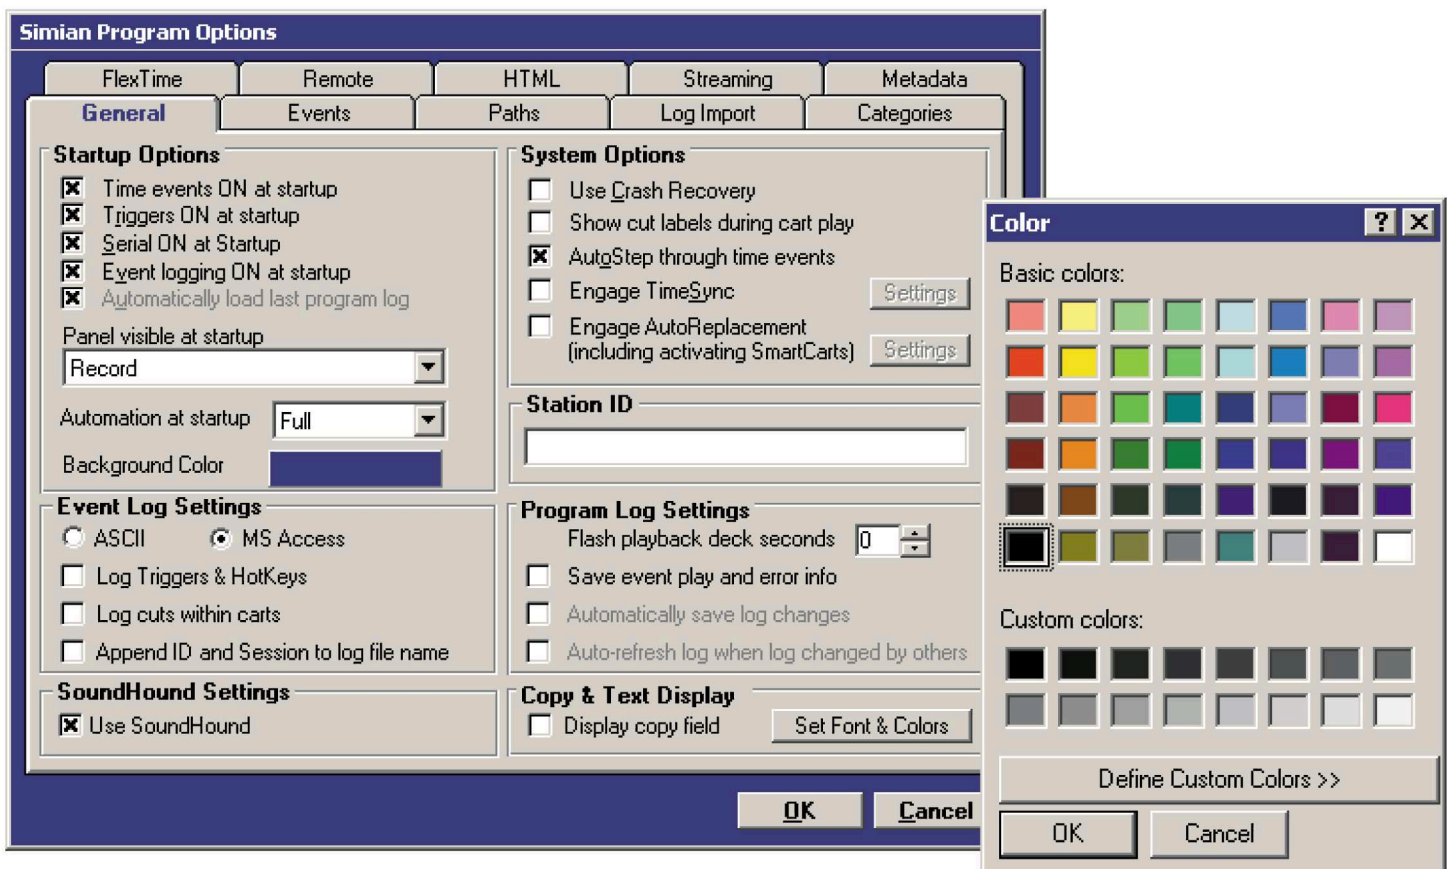 Simian Program Options
FlexTime
Remote
HTML
Streaming
Metadata
General
Events
Paths
Log Import
Categories
Startup Options
Time events ON at startup
Triggers ON at startup
Serial ON at Startup
Event logging ON at startup
Automatically load last program log
Panel visible at startup
Record
Automation at startup
Full
Background Color
System Options
Use Crash Recovery
Show cut labels during cart play
AutoStep through time events
Engage TimeSync
Settings
Engage AutoReplacement
(including activating SmartCarts)
Settings
Station ID
Event Log Settings
ASCII
MS Access
Log Triggers & HotKeys
Log cuts within carts
Append ID and Session to log file name
Program Log Settings
Flash playback deck seconds
0
Save event play and error info
Automatically save log changes
Auto-refresh log when log changed by others
SoundHound Settings
Use SoundHound
Copy & Text Display
Display copy field
Set Font & Colors
OK
Cancel
Color
?
Basic colors:
Custom colors:
Define Custom Colors >>
OK
Cancel